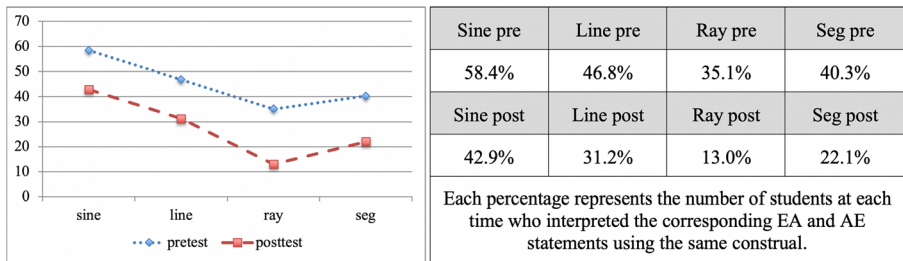 70
60
50
40
30
20
10
0
sine line ray seg
pretest posttest
Sine pre Line pre Ray pre Seg pre
58.4% 46.8% 35.1% 40.3%
Sine post Line post Ray post Seg post
42.9% 31.2% 13.0% 22.1%
Each percentage represents the number of students at each
time who interpreted the corresponding EA and AE
statements using the same construal.